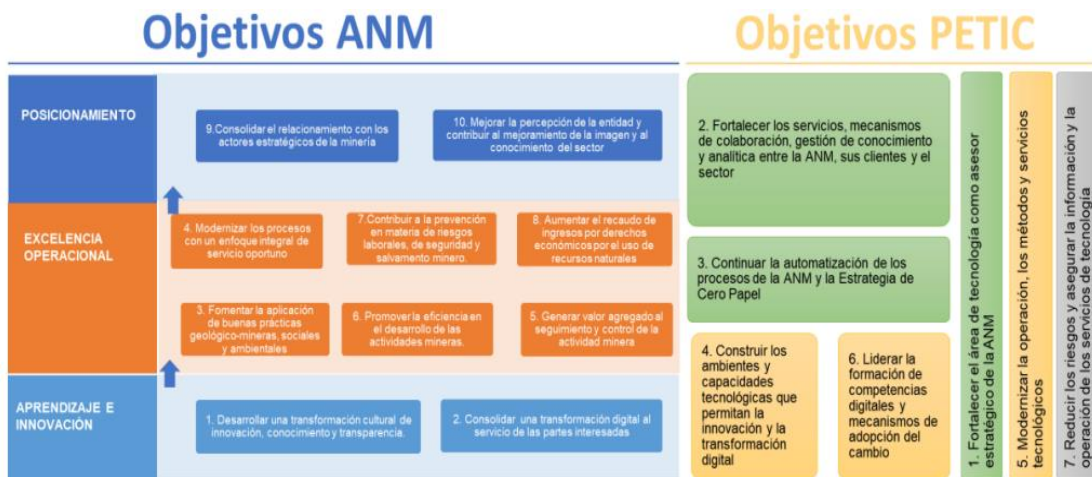 Objetivos ANM
Objetivos PETIC
POSICIONAMIENTO
9.Consolidar el relacionamiento con los
actores estratégicos de la minería
10. Mejorar la percepción de la entidad y
contribuir al mejoramiento de la imagen y al
conocimiento del sector
EXCELENCIA
OPERACIONAL
4. Modernizar los procesos
con un enfoque integral de
servicio oportuno
7.Contribuir a la prevención
en materia de riesgos
laborales, de seguridad y
salvamento minero.
8. Aumentar el recaudo de
ingresos por derechos
económicos por el uso de
recursos naturales
3. Fomentar la aplicación
de buenas prácticas
geológico-mineras, sociales
y ambientales
6. Promover la eficiencia en
el desarrollo de las
actividades mineras.
5. Generar valor agregado al
seguimiento y control de la
actividad minera
APRENDIZAJE E
INNOVACIÓN
1. Desarrollar una transformación cultural de
innovación, conocimiento y transparencia.
2. Consolidar una transformación digital al
servicio de las partes interesadas
2. Fortalecer los servicios, mecanismos
de colaboración, gestión de conocimiento
y analítica entre la ANM, sus clientes y el
sector
3. Continuar la automatización de los
procesos de la ANM y la Estrategia de
Cero Papel
4. Construir los
ambientes y
capacidades
tecnológicas que
permitan la
innovación y la
transformación
digital
6. Liderar la
formación de
competencias
digitales y
mecanismos de
adopción del
cambio
1. Fortalecer el área de tecnología como asesor
estratégico de la ANM
5. Modernizar la operación, los métodos y servicios
tecnológicos
7. Reducir los riesgos y asegurar la información y la
operación de los servicios de tecnología